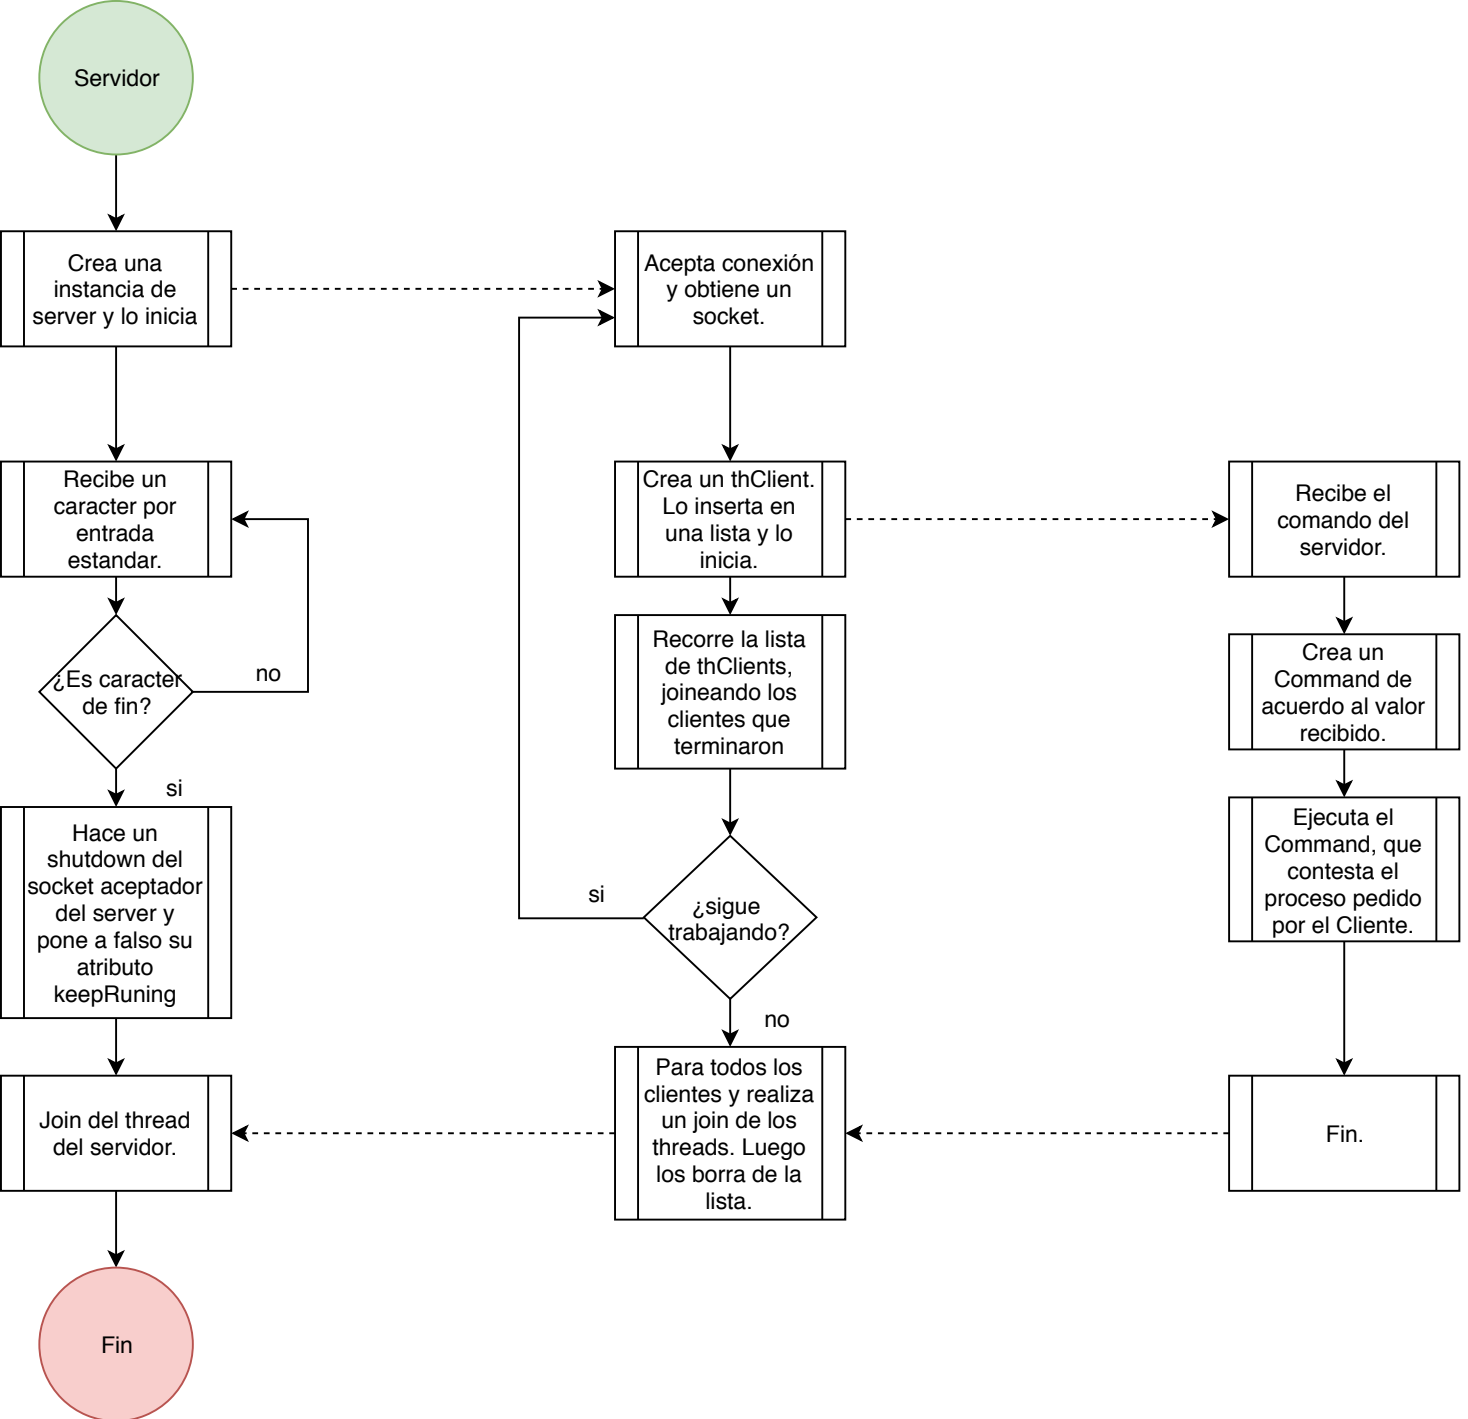 Servidor
Crea una
instancia de
server y lo inicia
Recibe un
caracter por
entrada
estandar.
¿Es caracter
de fin?
no
si
Hace un
shutdown del
socket aceptador
del server y
pone a falso su
atributo
keepRuning
Join del thread
del servidor.
Fin
Acepta conexión
y obtiene un
socket.
Crea un thClient.
Lo inserta en
una lista y lo
inicia.
Recorre la lista
de thClients,
joineando los
clientes que
terminaron
¿sigue
trabajando?
si
no
Para todos los
clientes y realiza
un join de los
threads. Luego
los borra de la
lista.
Recibe el
comando del
servidor.
Crea un
Command de
acuerdo al valor
recibido.
Ejecuta el
Command, que
contesta el
proceso pedido
por el Cliente.
Fin.